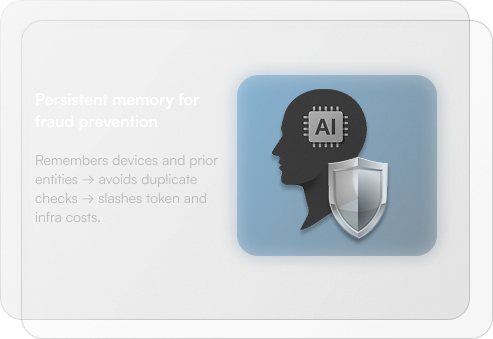 Persistent memory for
fraud prevention
Remembers devices and prior
entities → avoids duplicate
checks → slashes token and
infra costs.
AI